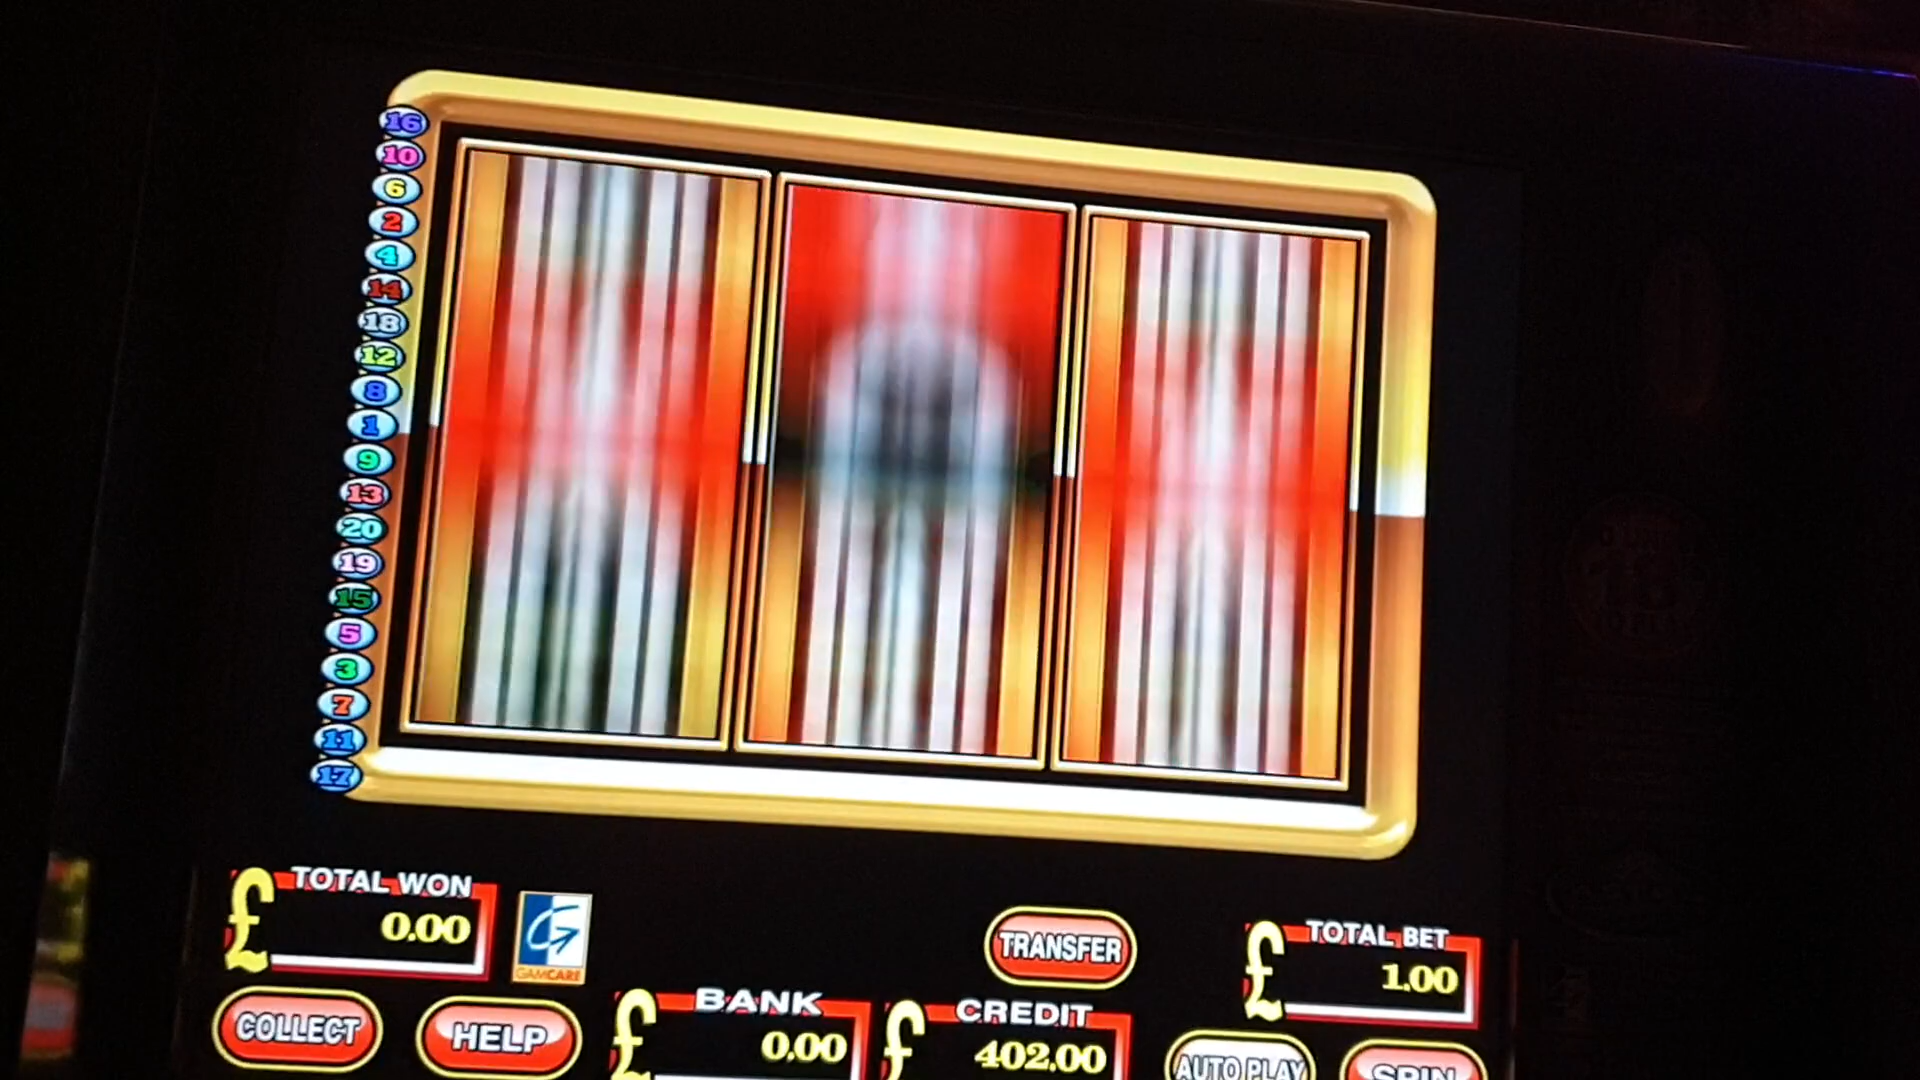 16
10
6
2
4
14
18
12
8
1
9
13
20
19
15
5
3
7
11
17
TOTAL WON
£ 0.00
GAMCARE
TRANSFER
TOTAL BET
£ 1.00
COLLECT
HELP
BANK
£ 0.00
CREDIT
£ 402.00
AUTO PLAY
SPIN